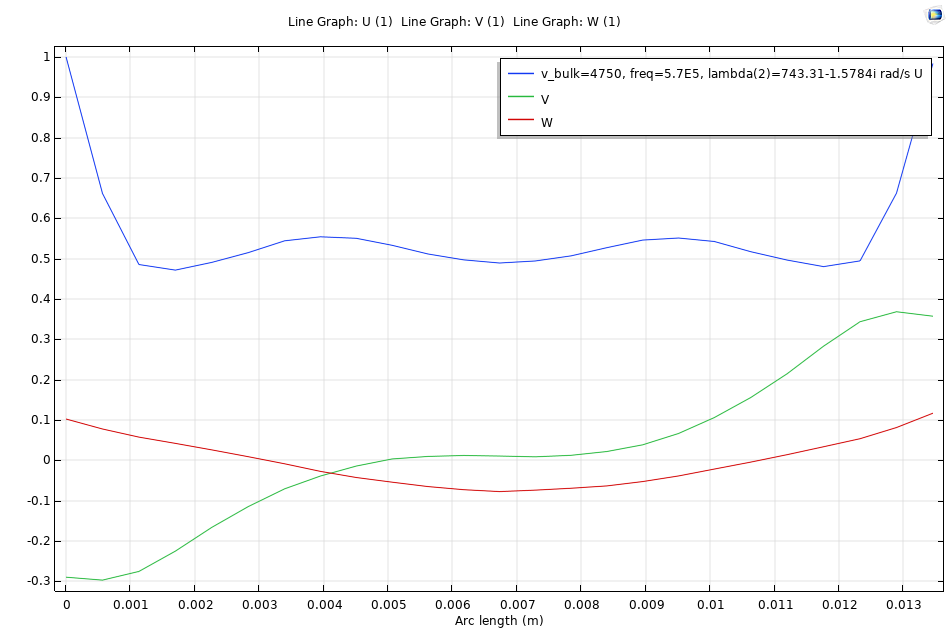 Line Graph: U (1)  Line Graph: V (1)  Line Graph: W (1)
v_bulk=4750, freq=5.7E5, lambda(2)=743.31-1.5784i rad/s U
V
W
1
0.9
0.8
0.7
0.6
0.5
0.4
0.3
0.2
0.1
0
-0.1
-0.2
-0.3
0 0.001 0.002 0.003 0.004 0.005 0.006 0.007 0.008 0.009 0.01 0.011 0.012 0.013
Arc length (m)